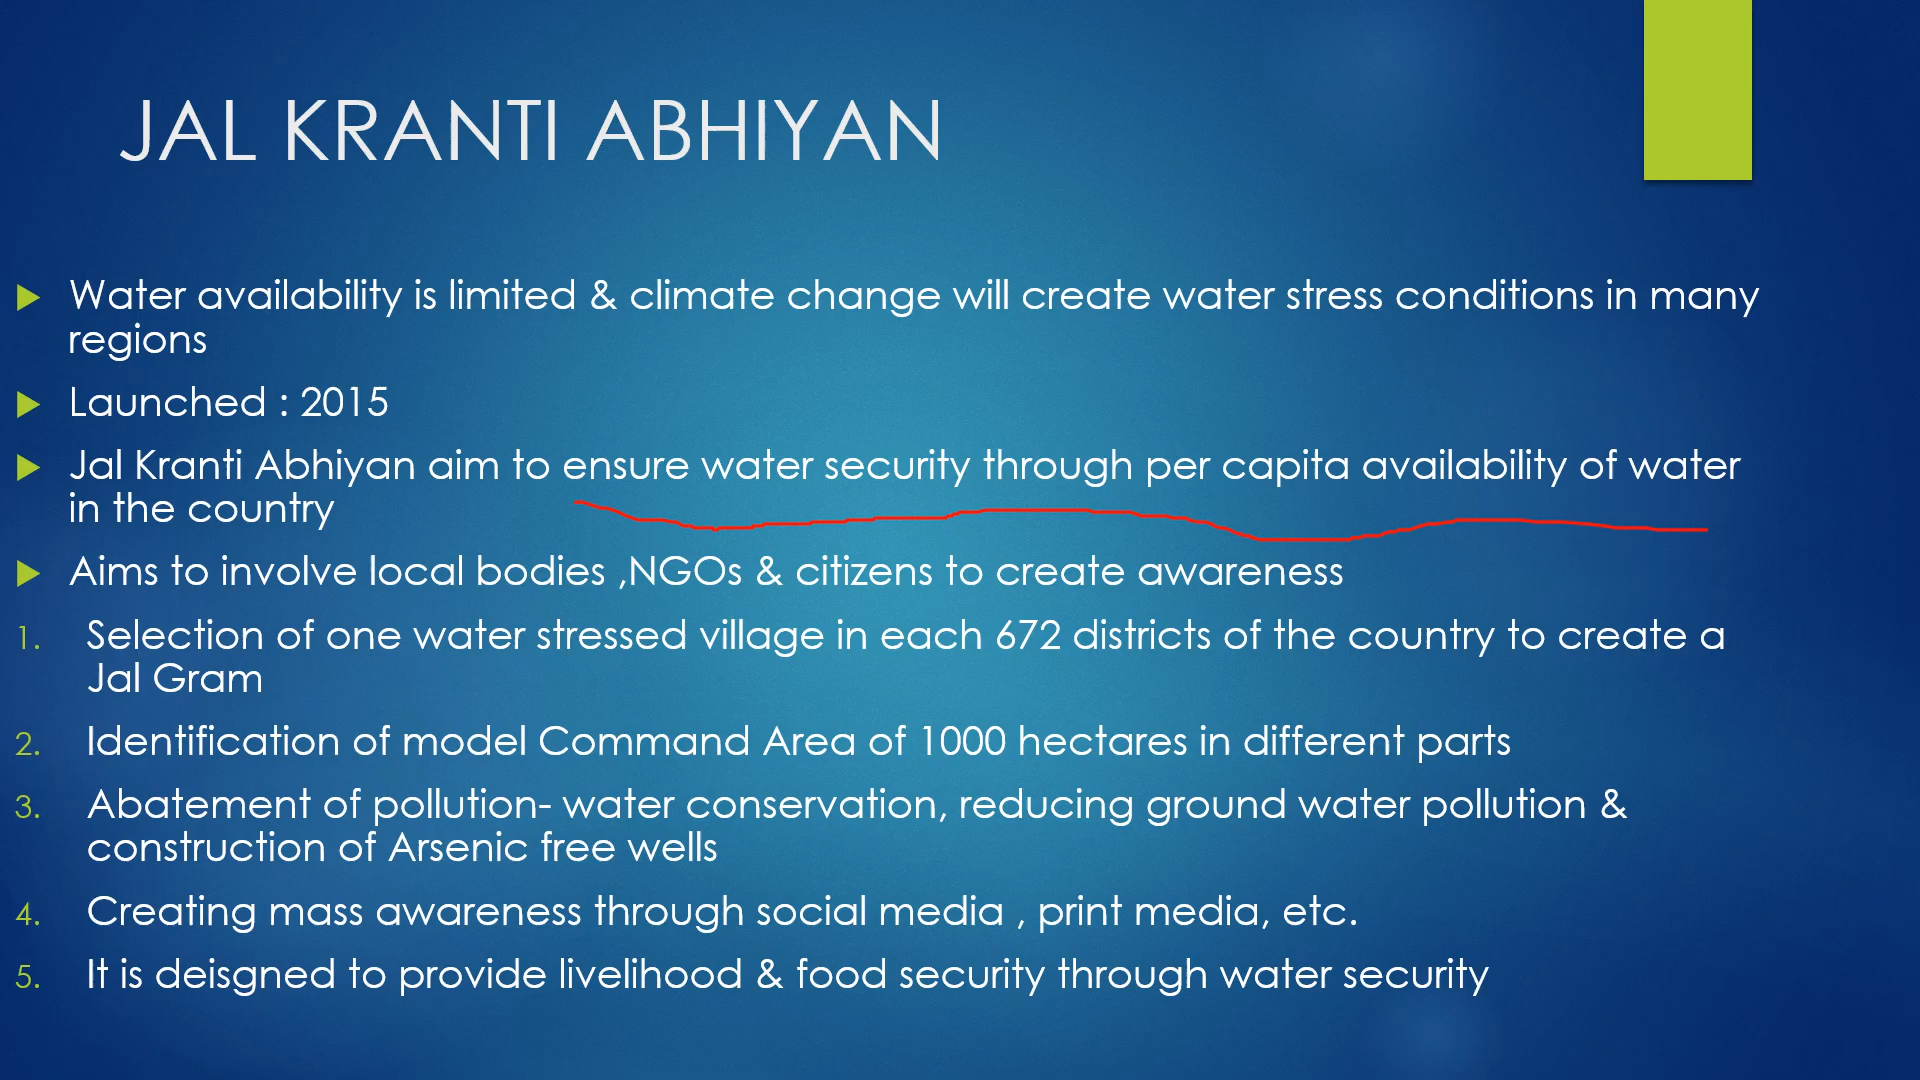 JAL KRANTI ABHIYAN
Water availability is limited & climate change will create water stress conditions in many
regions
Launched : 2015
Jal Kranti Abhiyan aim to ensure water security through per capita availability of water
in the country
Aims to involve local bodies ,NGOs & citizens to create awareness
1. Selection of one water stressed village in each 672 districts of the country to create a
Jal Gram
2. Identification of model Command Area of 1000 hectares in different parts
3. Abatement of pollution- water conservation, reducing ground water pollution &
construction of Arsenic free wells
4. Creating mass awareness through social media , print media, etc.
5. It is deisgned to provide livelihood & food security through water security